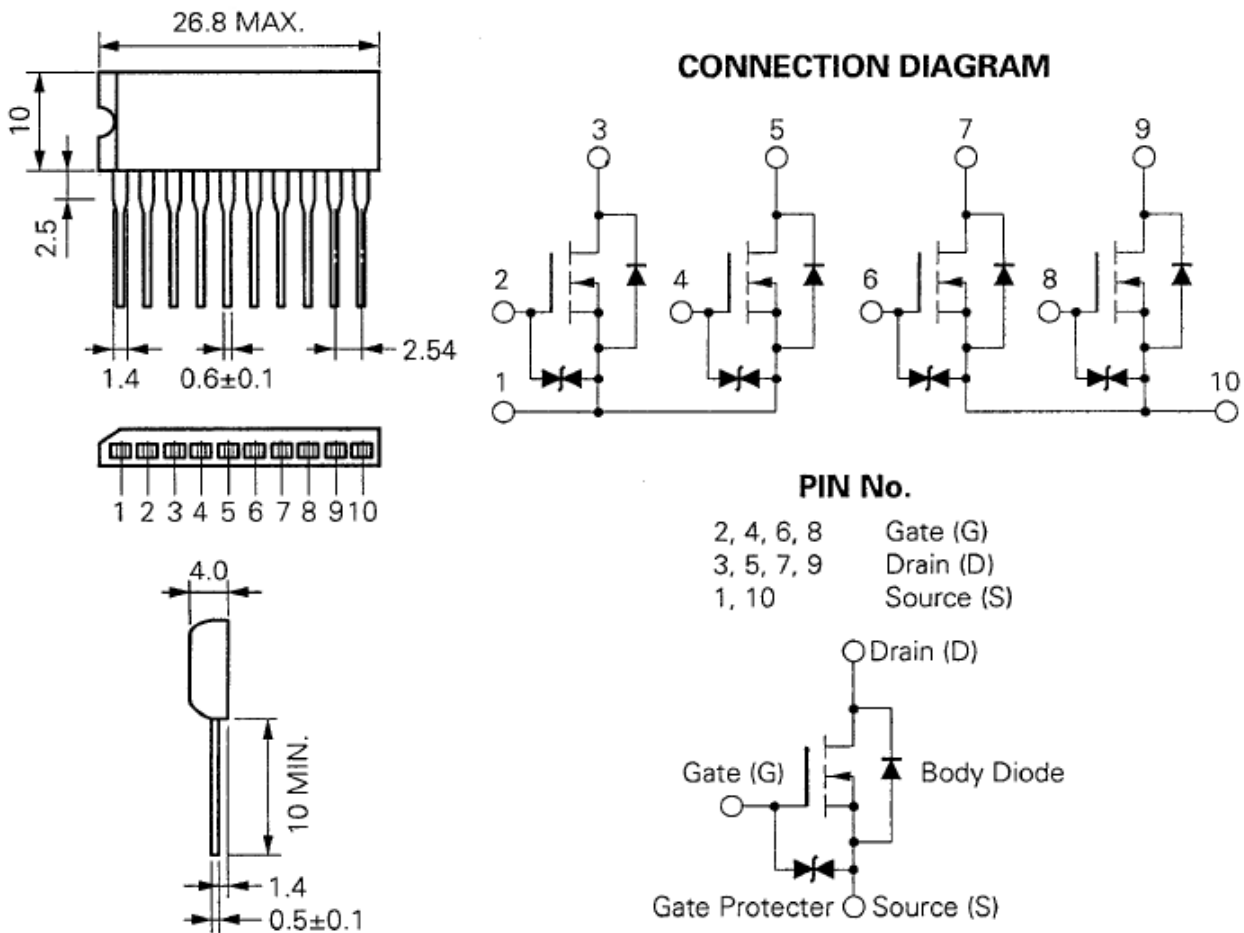 26.8 MAX.
10
2.5
1.4
0.6±0.1
2.54
1 2 3 4 5 6 7 8 9 10
4.0
10 MIN.
1.4
0.5±0.1
CONNECTION DIAGRAM
3 5 7 9
2 4 6 8
1 10
PIN No.
2, 4, 6, 8 Gate (G)
3, 5, 7, 9 Drain (D)
1, 10 Source (S)
Drain (D)
Gate (G) Body Diode
Gate Protecter Source (S)